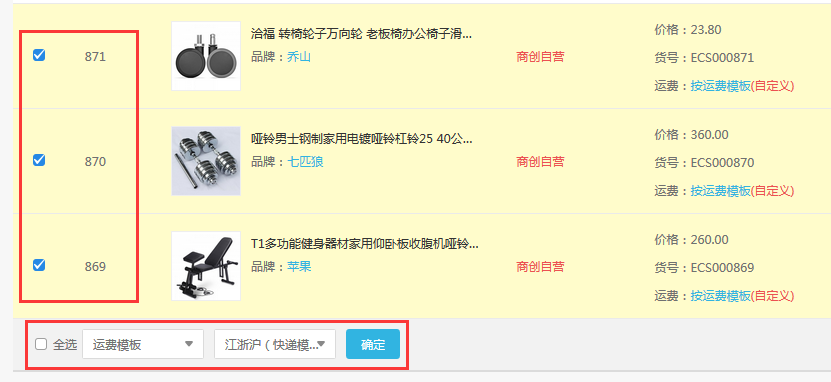 871
洽福 转椅轮子万向轮 老板椅办公椅子滑...
品牌：乔山
商创自营
价格：23.80
货号：ECS000871
运费：按运费模板(自定义)
870
哑铃男士钢制家用电镀哑铃杠铃25 40公...
品牌：七匹狼
商创自营
价格：360.00
货号：ECS000870
运费：按运费模板(自定义)
869
T1多功能健身器材家用仰卧板收腹机哑铃...
品牌：苹果
商创自营
价格：260.00
货号：ECS000869
运费：按运费模板(自定义)
全选 运费模板 江浙沪（快递模... 确定